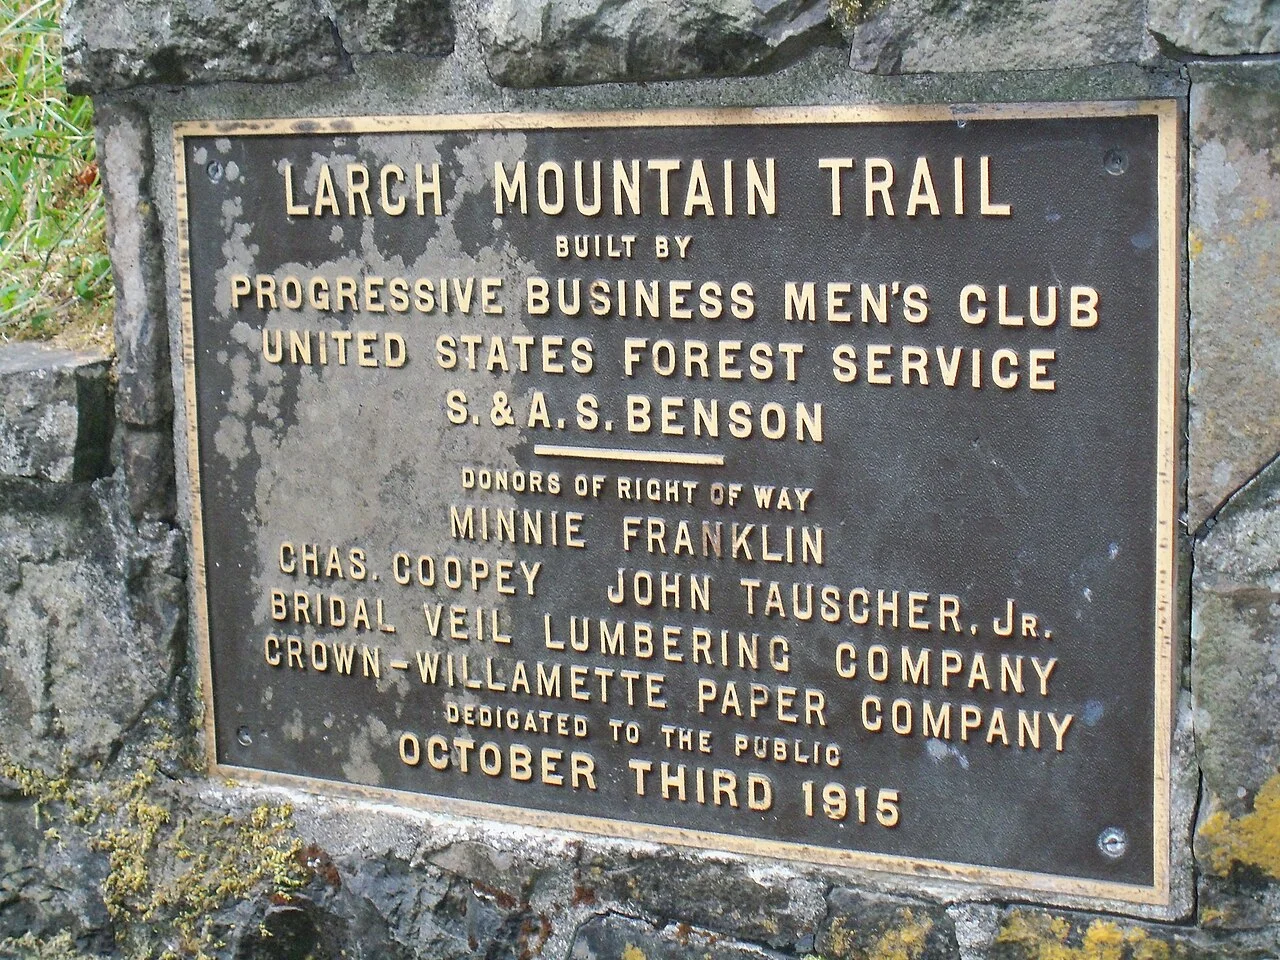 LARCH MOUNTAIN TRAIL
BUILT BY
PROGRESSIVE BUSINESS MEN'S CLUB
UNITED STATES FOREST SERVICE
S. & A. S. BENSON
DONORS OF RIGHT OF WAY
MINNIE FRANKLIN
CHAS. COOPEY JOHN TAUSCHER, JR.
BRIDAL VEIL LUMBERING COMPANY
CROWN-WILLAMETTE PAPER COMPANY
DEDICATED TO THE PUBLIC
OCTOBER THIRD 1915